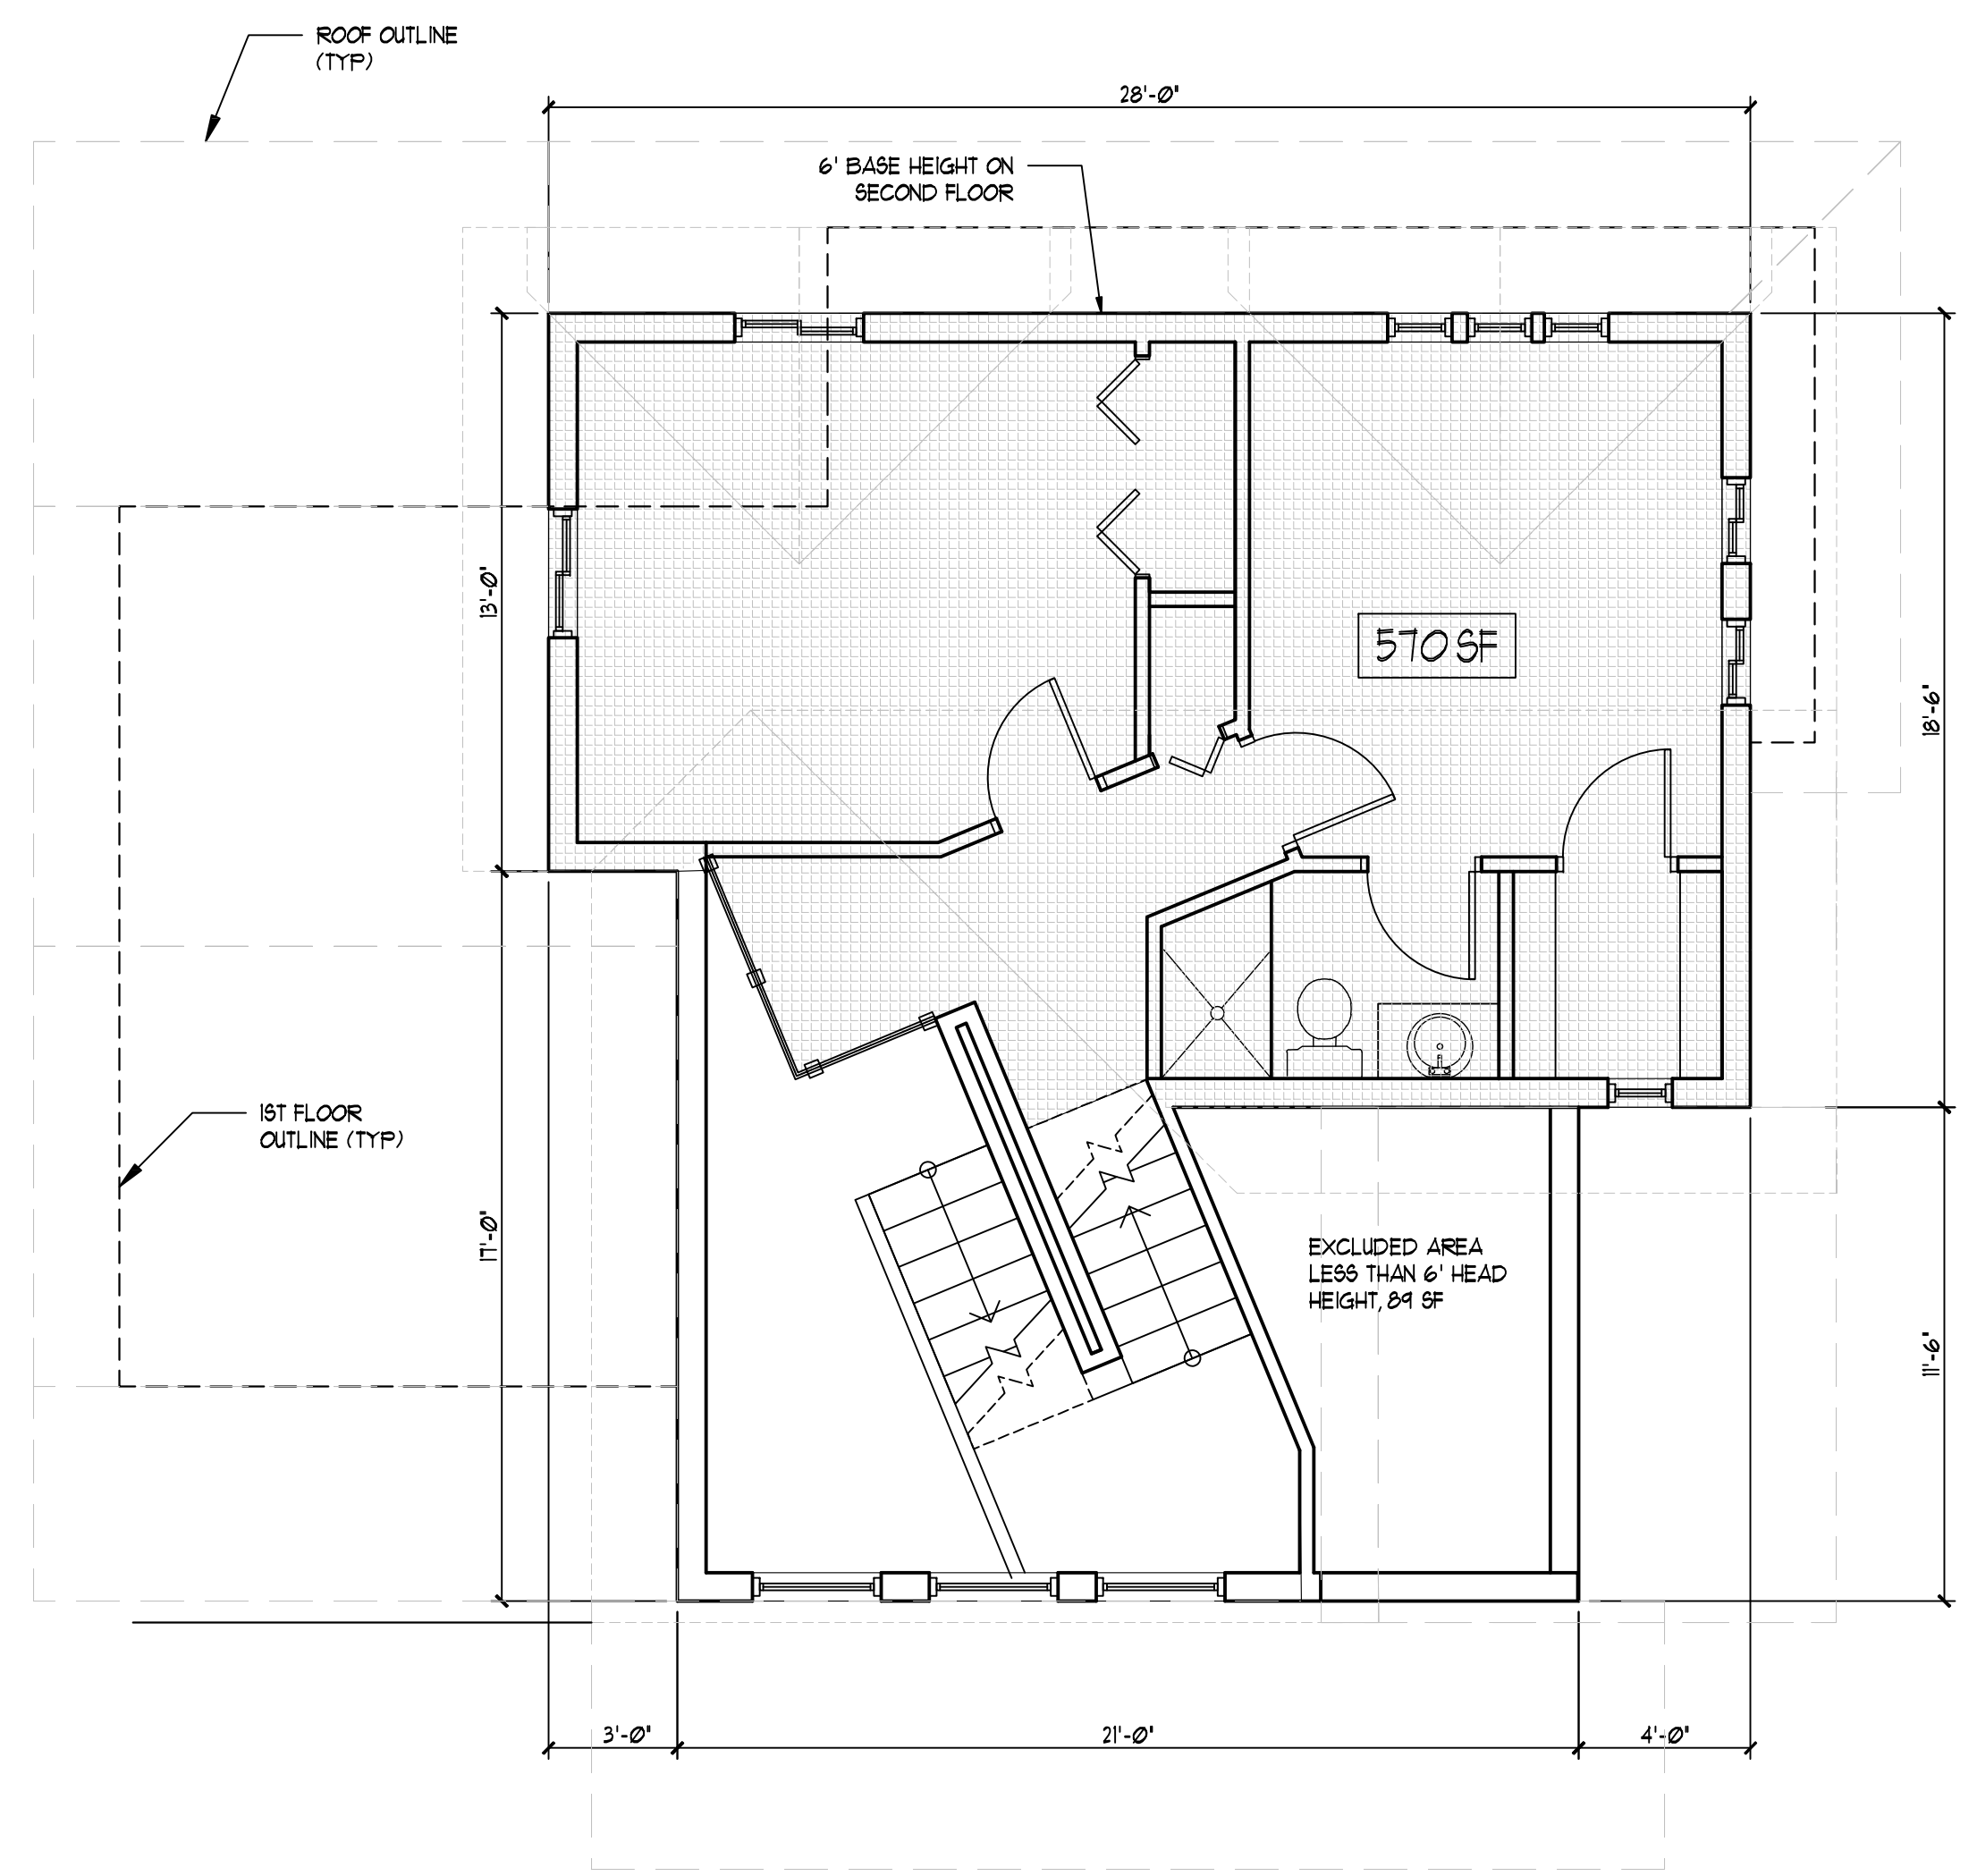 ROOF OUTLINE
(TYP)
28'-0"
6' BASE HEIGHT ON
SECOND FLOOR
13'-0"
570 SF
18'-6"
1ST FLOOR
OUTLINE (TYP)
17'-0"
EXCLUDED AREA
LESS THAN 6' HEAD
HEIGHT, 89 SF
11'-6"
3'-0"
21'-0"
4'-0"